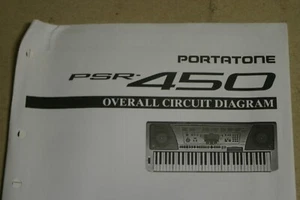 PORTATONE
PSR-450
OVERALL CIRCUIT DIAGRAM